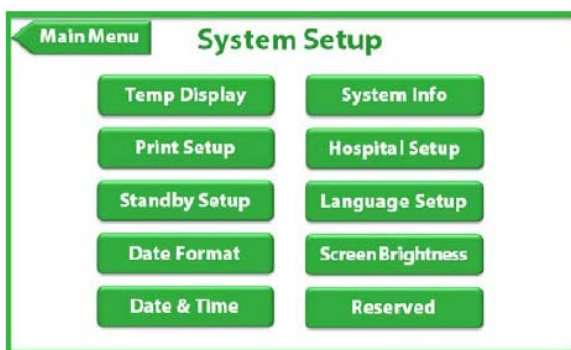 Main Menu
System Setup
Temp Display
System Info
Print Setup
Hospital Setup
Standby Setup
Language Setup
Date Format
Screen Brightness
Date & Time
Reserved